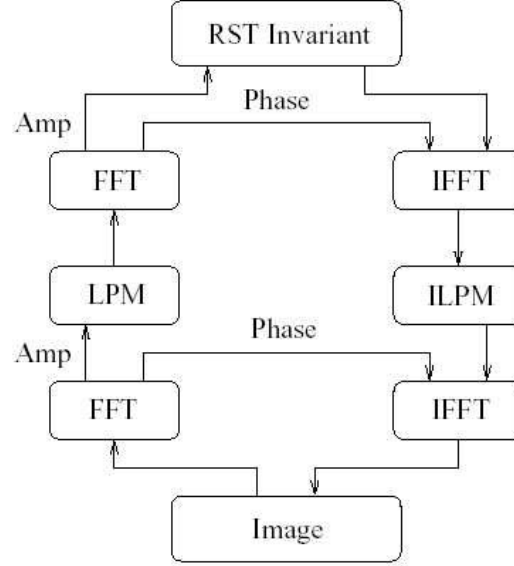 RST Invariant
Amp
Phase
FFT
IFFT
LPM
ILPM
Amp
Phase
FFT
IFFT
Image